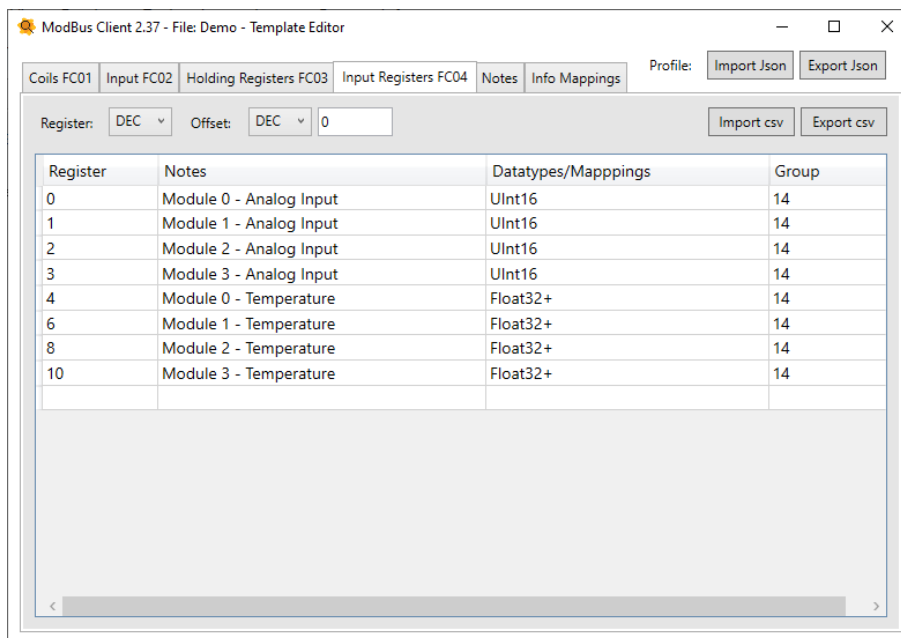 ModBus Client 2.37 - File: Demo - Template Editor
Coils FC01 Input FC02 Holding Registers FC03 Input Registers FC04 Notes Info Mappings Profile: Import Json Export Json
Register: DEC Offset: DEC 0 Import csv Export csv
Register Notes Datatypes/Mapppings Group
0 Module 0 - Analog Input UInt16 14
1 Module 1 - Analog Input UInt16 14
2 Module 2 - Analog Input UInt16 14
3 Module 3 - Analog Input UInt16 14
4 Module 0 - Temperature Float32+ 14
6 Module 1 - Temperature Float32+ 14
8 Module 2 - Temperature Float32+ 14
10 Module 3 - Temperature Float32+ 14